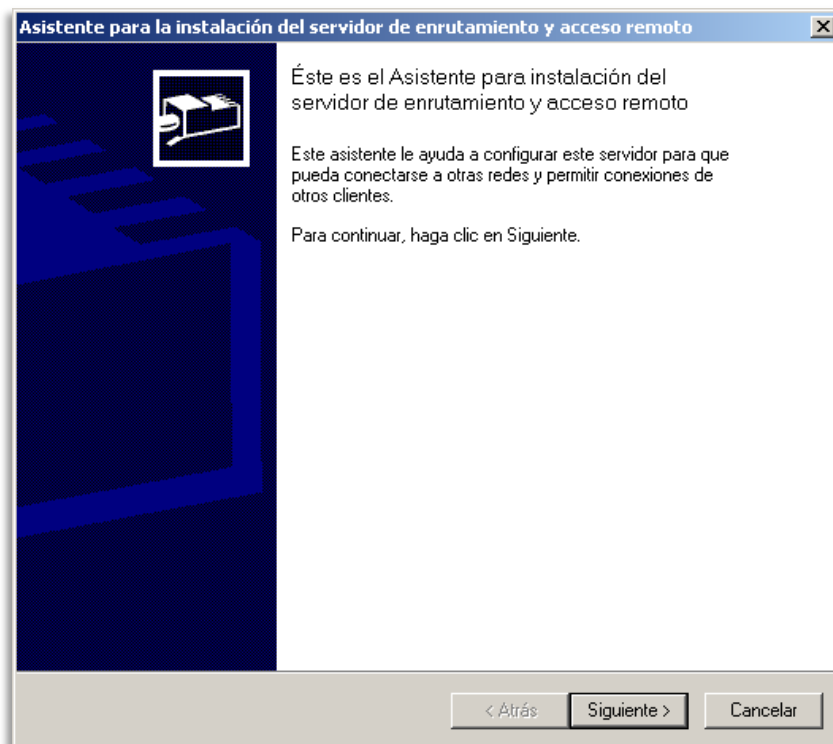 Asistente para la instalación del servidor de enrutamiento y acceso remoto
Éste es el Asistente para instalación del
servidor de enrutamiento y acceso remoto
Este asistente le ayuda a configurar este servidor para que
pueda conectarse a otras redes y permitir conexiones de
otros clientes.
Para continuar, haga clic en Siguiente.
< Atrás
Siguiente >
Cancelar